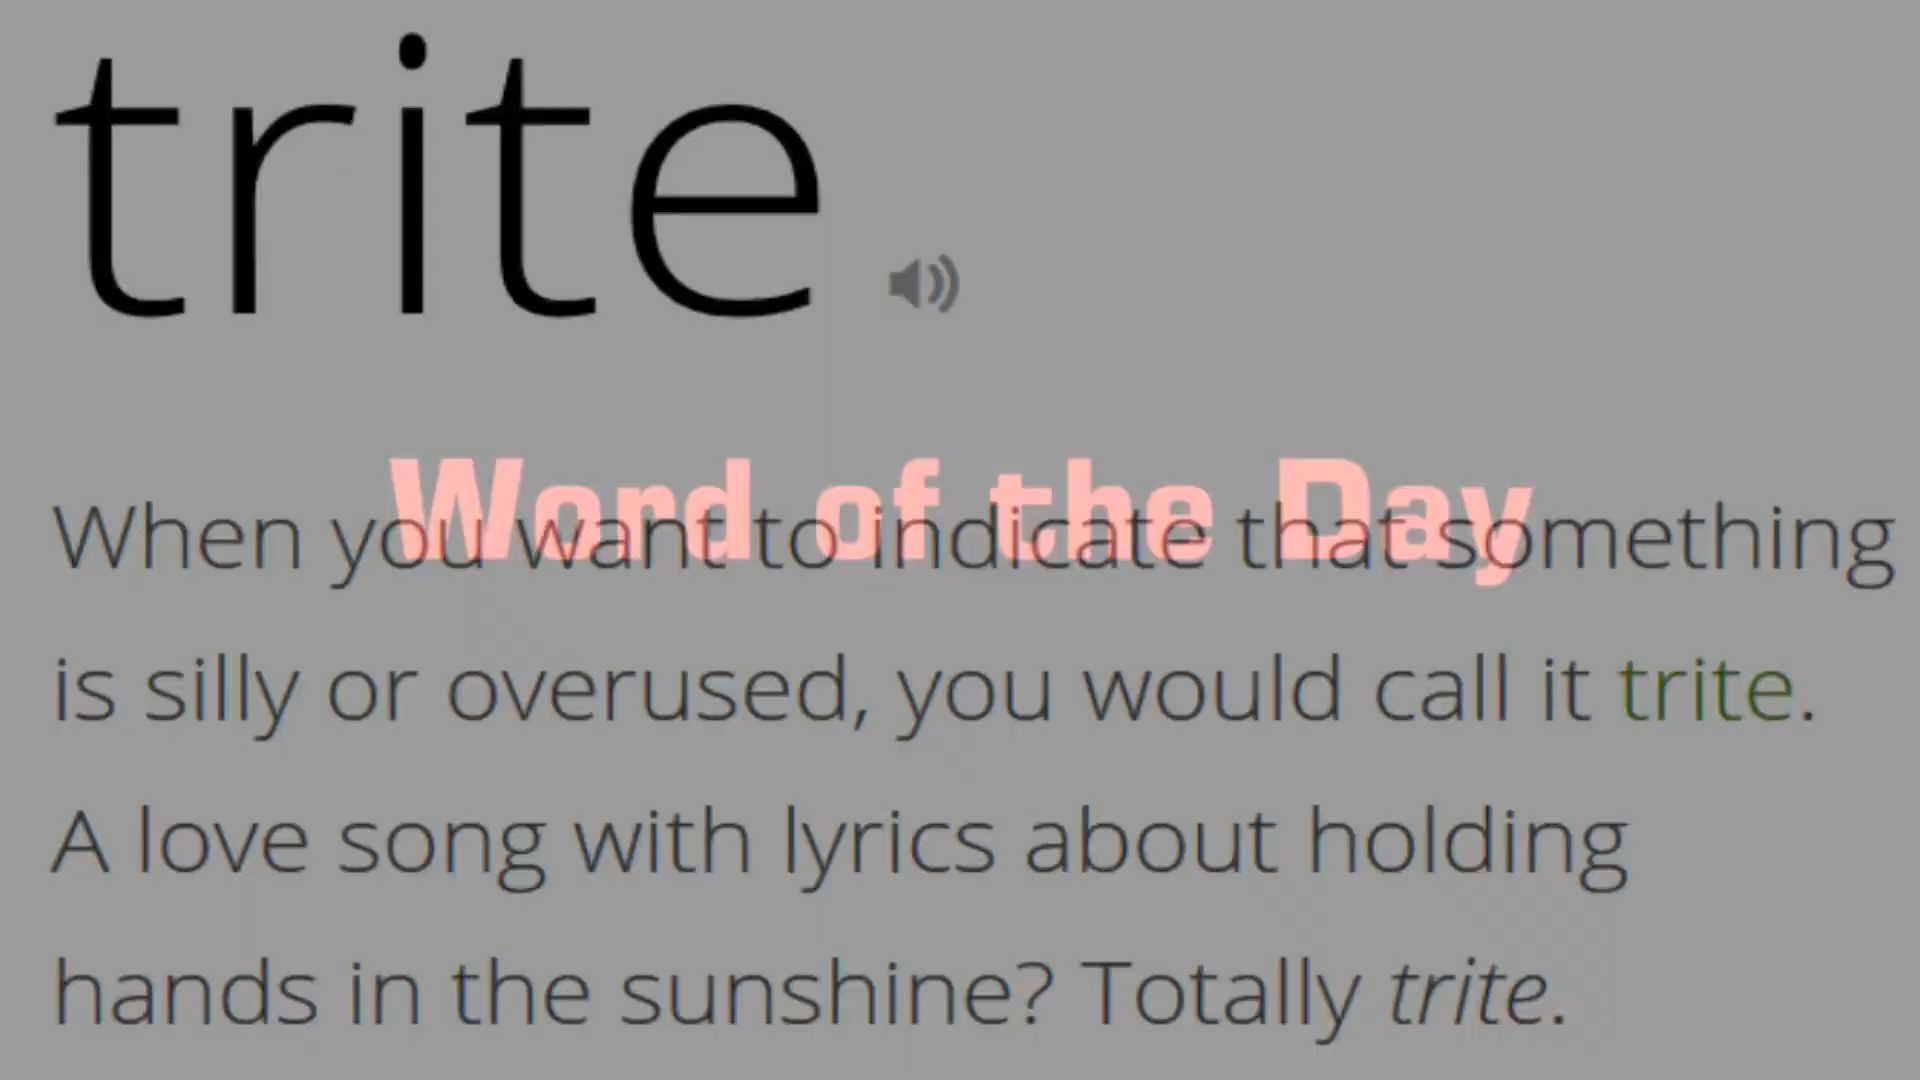 trite
Word of the Day
When you want to indicate that something
is silly or overused, you would call it trite.
A love song with lyrics about holding
hands in the sunshine? Totally trite.